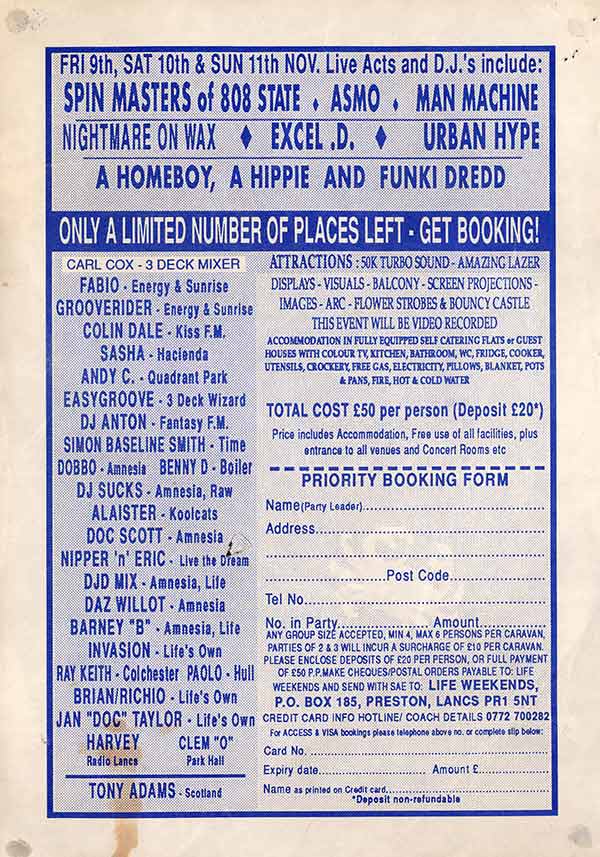 FRI 9th, SAT 10th & SUN 11th NOV. Live Acts and D.J.'s include:
SPIN MASTERS of 808 STATE ♦ ASMO ♦ MAN MACHINE
NIGHTMARE ON WAX ♦ EXCEL .D. ♦ URBAN HYPE
A HOMEBOY, A HIPPIE AND FUNKI DREDD
ONLY A LIMITED NUMBER OF PLACES LEFT - GET BOOKING!
CARL COX - 3 DECK MIXER
FABIO - Energy & Sunrise
GROOVERIDER - Energy & Sunrise
COLIN DALE - Kiss F.M.
SASHA - Hacienda
ANDY C. - Quadrant Park
EASYGROOVE - 3 Deck Wizard
DJ ANTON - Fantasy F.M.
SIMON BASELINE SMITH - Time
DOBBO - Amnesia BENNY D - Boiler
DJ SUCKS - Amnesia, Raw
ALAISTER - Koolcats
DOC SCOTT - Amnesia
NIPPER 'n' ERIC - Live the Dream
DJD MIX - Amnesia, Life
DAZ WILLOT - Amnesia
BARNEY "B" - Amnesia, Life
INVASION - Life's Own
RAY KEITH - Colchester PAOLO - Hull
BRIAN/RICHIO - Life's Own
JAN "DOC" TAYLOR - Life's Own
HARVEY CLEM "O"
Radio Lancs Park Hall
TONY ADAMS - Scotland
ATTRACTIONS : 50K TURBO SOUND - AMAZING LAZER
DISPLAYS - VISUALS - BALCONY - SCREEN PROJECTIONS -
IMAGES - ARC - FLOWER STROBES & BOUNCY CASTLE
THIS EVENT WILL BE VIDEO RECORDED
ACCOMMODATION IN FULLY EQUIPPED SELF CATERING FLATS or GUEST
HOUSES WITH COLOUR TV, KITCHEN, BATHROOM, WC, FRIDGE, COOKER,
UTENSILS, CROCKERY, FREE GAS, ELECTRICITY, PILLOWS, BLANKET, POTS
& PANS, FIRE, HOT & COLD WATER
TOTAL COST £50 per person (Deposit £20*)
Price includes Accommodation, Free use of all facilities, plus
entrance to all venues and Concert Rooms etc
PRIORITY BOOKING FORM
Name(Party Leader)
Address
Post Code
Tel No
No. in Party Amount
ANY GROUP SIZE ACCEPTED, MIN 4, MAX 6 PERSONS PER CARAVAN,
PARTIES OF 2 & 3 WILL INCUR A SURCHARGE OF £10 PER CARAVAN.
PLEASE ENCLOSE DEPOSITS OF £20 PER PERSON, OR FULL PAYMENT
OF £50 P.P.MAKE CHEQUES/POSTAL ORDERS PAYABLE TO: LIFE
WEEKENDS AND SEND WITH SAE TO: LIFE WEEKENDS,
P.O. BOX 185, PRESTON, LANCS PR1 5NT
CREDIT CARD INFO HOTLINE/ COACH DETAILS 0772 700282
For ACCESS & VISA bookings please telephone above no. or complete slip below:
Card No.
Expiry date Amount £
Name as printed on Credit card
*Deposit non-refundable